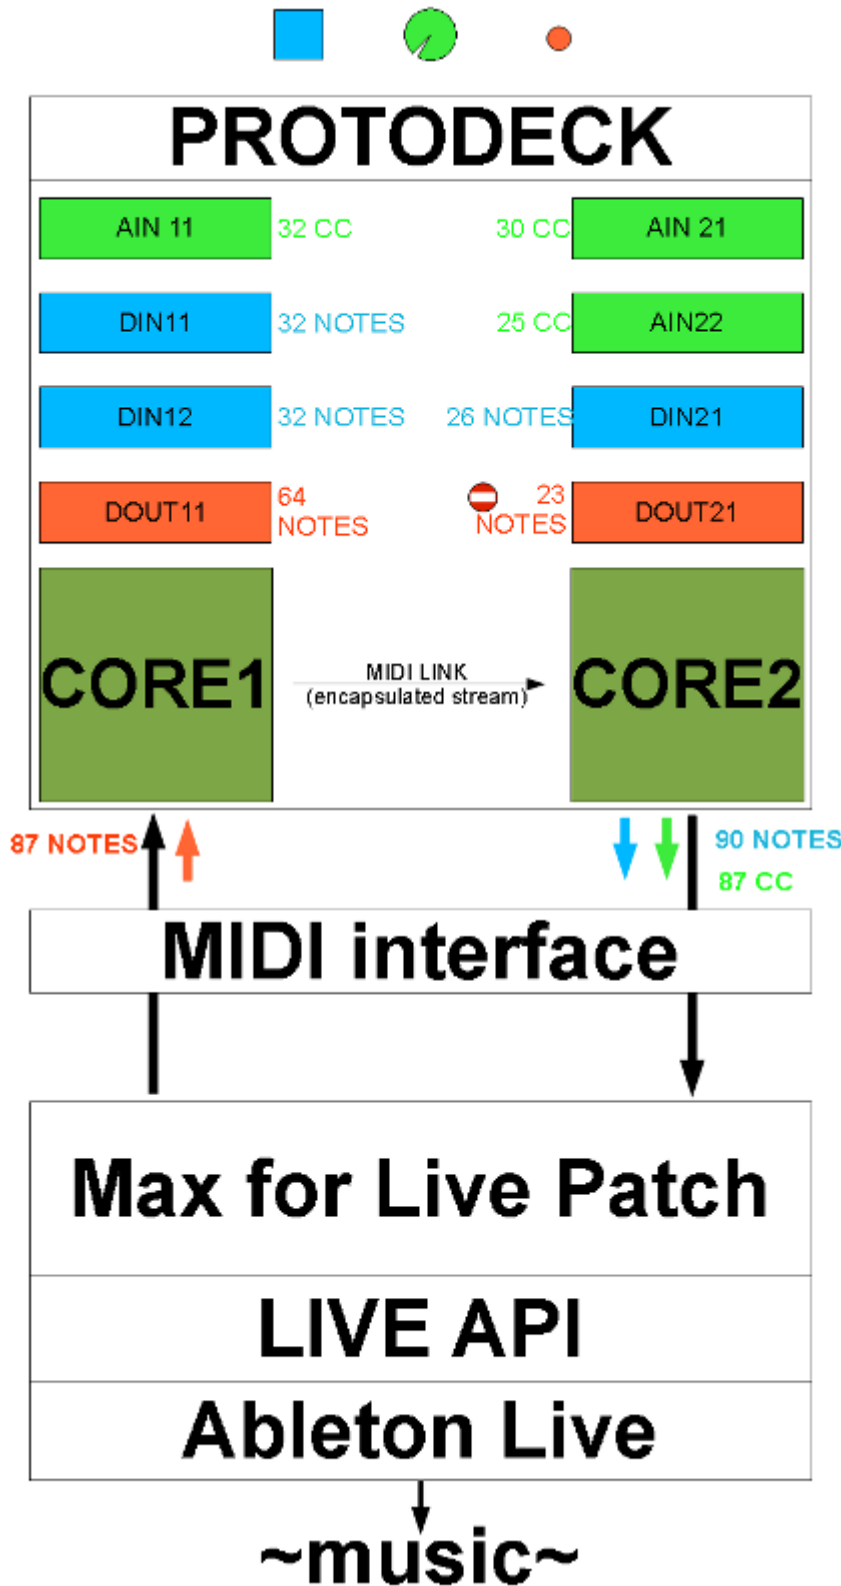 PROTODECK
AIN 11
32 CC
30 CC
AIN 21
DIN11
32 NOTES
25 CC
AIN22
DIN12
32 NOTES
26 NOTES
DIN21
DOUT11
64
NOTES
23
NOTES
DOUT21
CORE1
MIDI LINK
(encapsulated stream)
CORE2
87 NOTES
90 NOTES
87 CC
MIDI interface
Max for Live Patch
LIVE API
Ableton Live
~music~